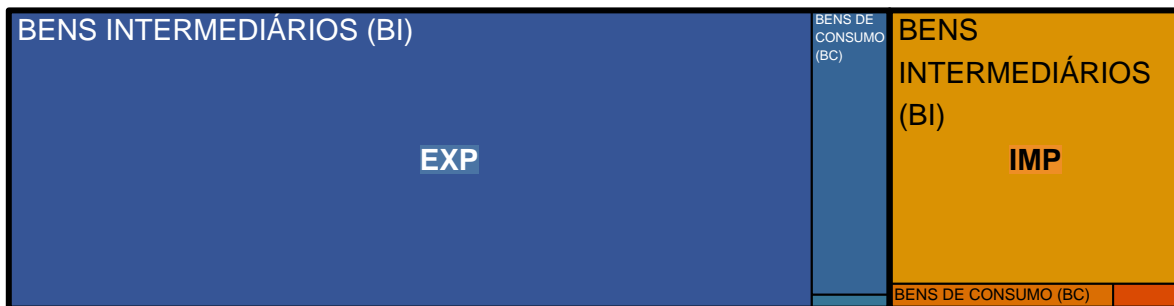 BENS INTERMEDIÁRIOS (BI)
EXP
BENS DE
CONSUMO
(BC)
BENS
INTERMEDIÁRIOS
(BI)
IMP
BENS DE CONSUMO (BC)